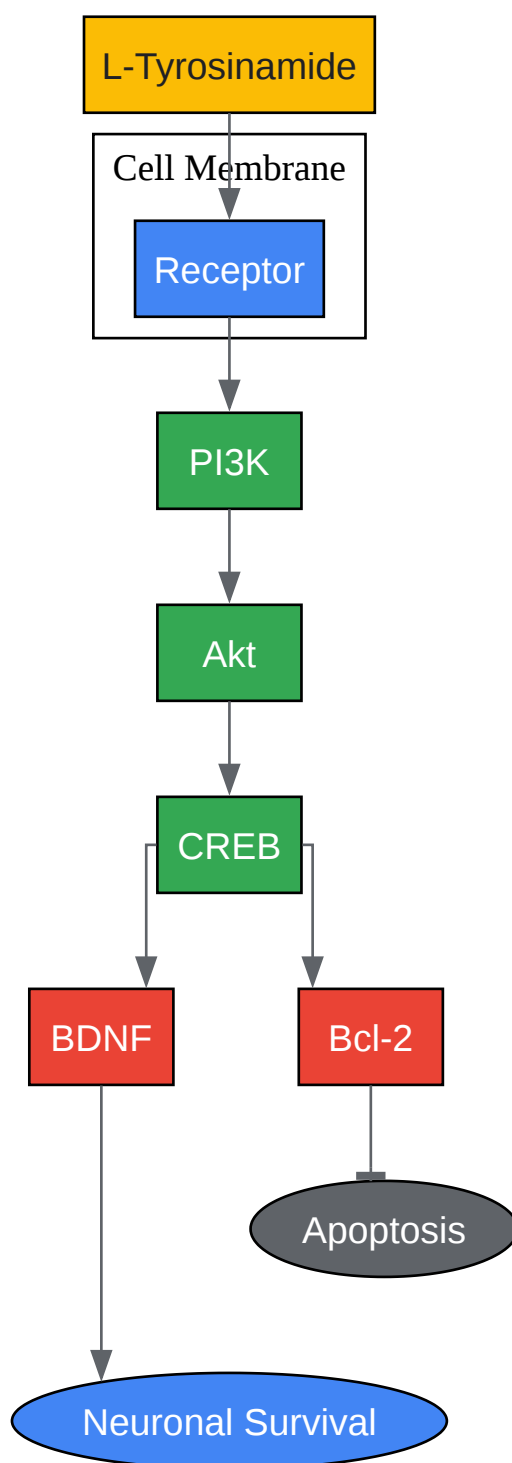 L-Tyrosinamide
Cell Membrane
Receptor
PI3K
Akt
CREB
BDNF
Bcl-2
Apoptosis
Neuronal Survival